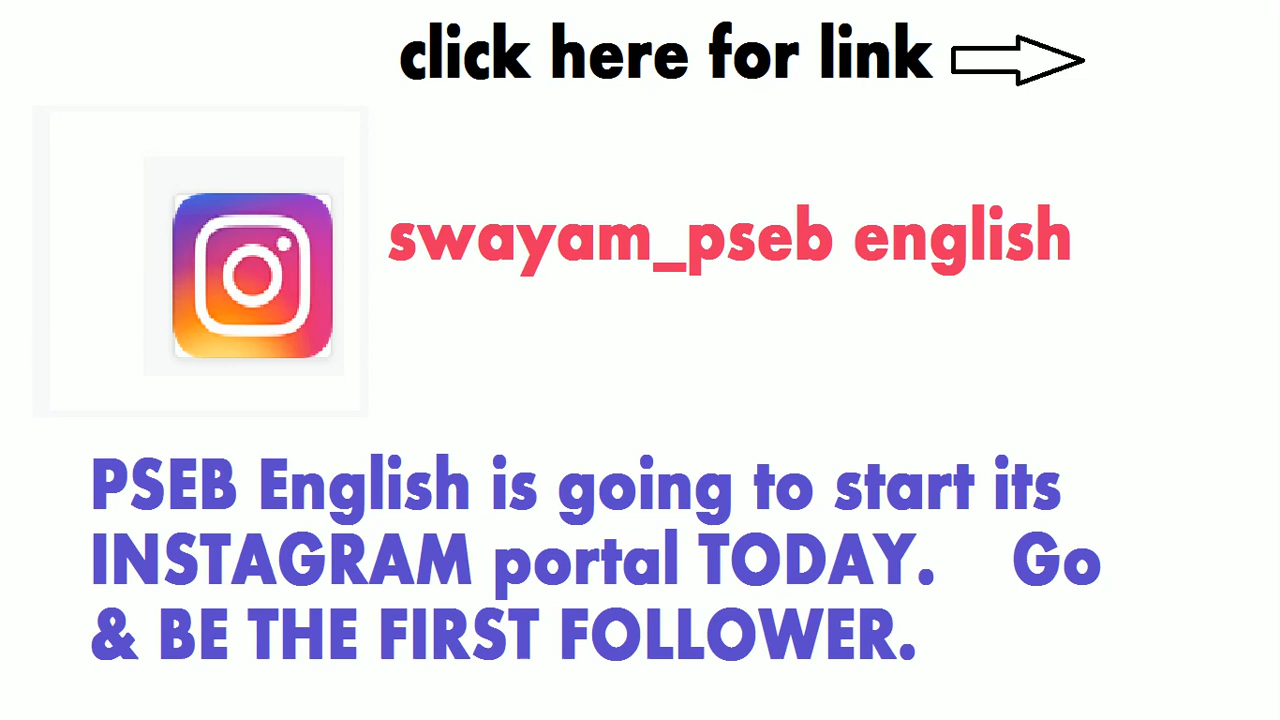 click here for link
swayam_pseb english
PSEB English is going to start its
INSTAGRAM portal TODAY. Go
& BE THE FIRST FOLLOWER.